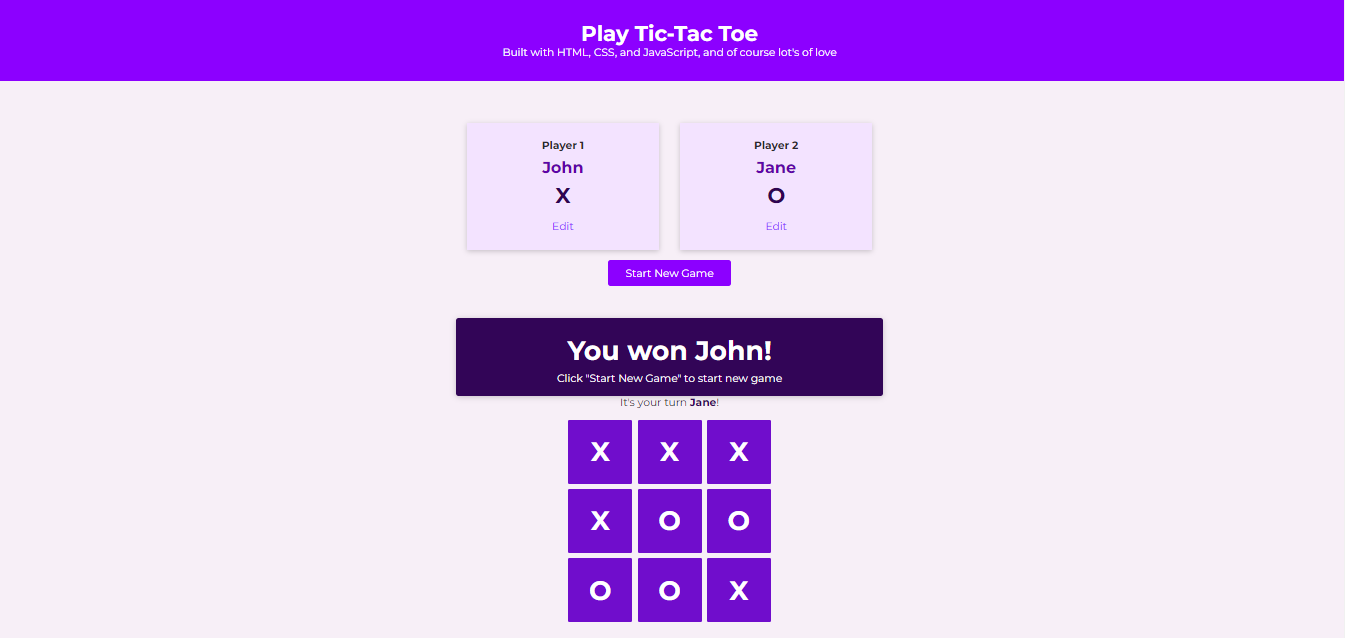 Play Tic-Tac Toe
Built with HTML, CSS, and JavaScript, and of course lot's of love
Player 1
John
X
Edit
Player 2
Jane
O
Edit
Start New Game
You won John!
Click "Start New Game" to start new game
It's your turn Jane!
X X X
X O O
O O X